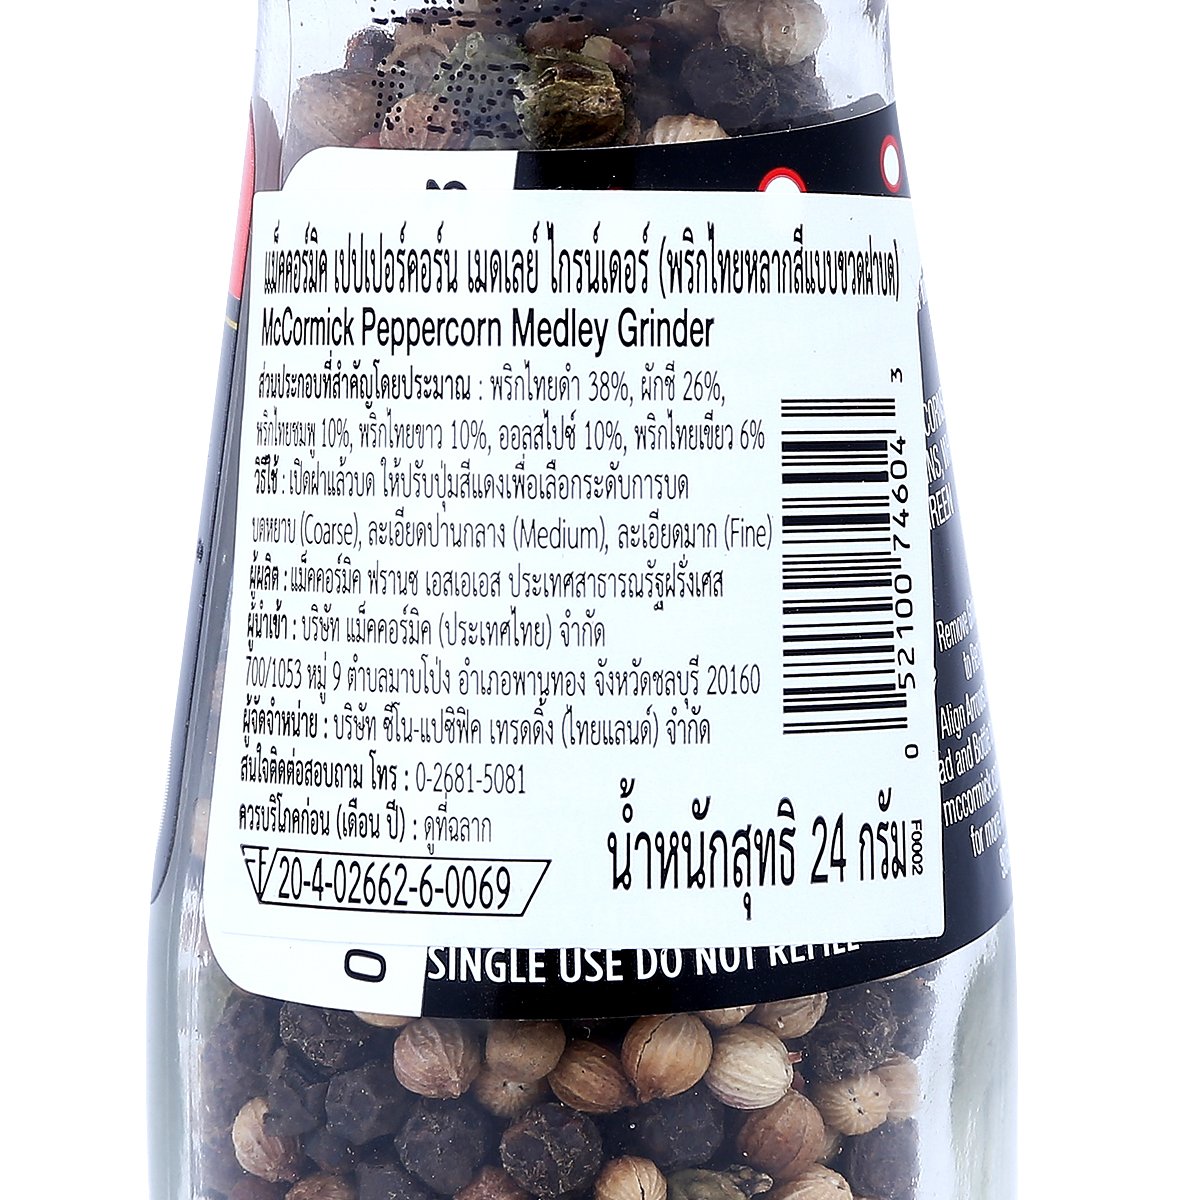 แม็คคอร์มิค เปปเปอร์คอร์น เมดเลย์ ไกรน์เดอร์ (พริกไทยหลากสีแบบขวดฝาบด)
McCormick Peppercorn Medley Grinder
ส่วนประกอบที่สำคัญโดยประมาณ : พริกไทยดำ 38%, ผักชี 26%,
พริกไทยชมพู 10%, พริกไทยขาว 10%, ออลสไปซ์ 10%, พริกไทยเขียว 6%
วิธีใช้ : เปิดฝาแล้วบด ให้ปรับปุ่มสีแดงเพื่อเลือกระดับการบด
บดหยาบ (Coarse), ละเอียดปานกลาง (Medium), ละเอียดมาก (Fine)
ผู้ผลิต : แม็คคอร์มิค ฟรานซ เอสเอเอส ประเทศสาธารณรัฐฝรั่งเศส
ผู้นำเข้า : บริษัท แม็คคอร์มิค (ประเทศไทย) จำกัด
700/1053 หมู่ 9 ตำบลมาบโป่ง อำเภอพานทอง จังหวัดชลบุรี 20160
ผู้จัดจำหน่าย : บริษัท ซีโน-แปซิฟิค เทรดดิ้ง (ไทยแลนด์) จำกัด
สนใจติดต่อสอบถาม โทร : 0-2681-5081
ควรบริโภคก่อน (เดือน ปี) : ดูที่ฉลาก
20-4-02662-6-0069
น้ำหนักสุทธิ 24 กรัม
F0002
0 52100 74604 3
SINGLE USE DO NOT REFILL
0
REEN
Remove
Align Arrows
ad and
mccormick
for more